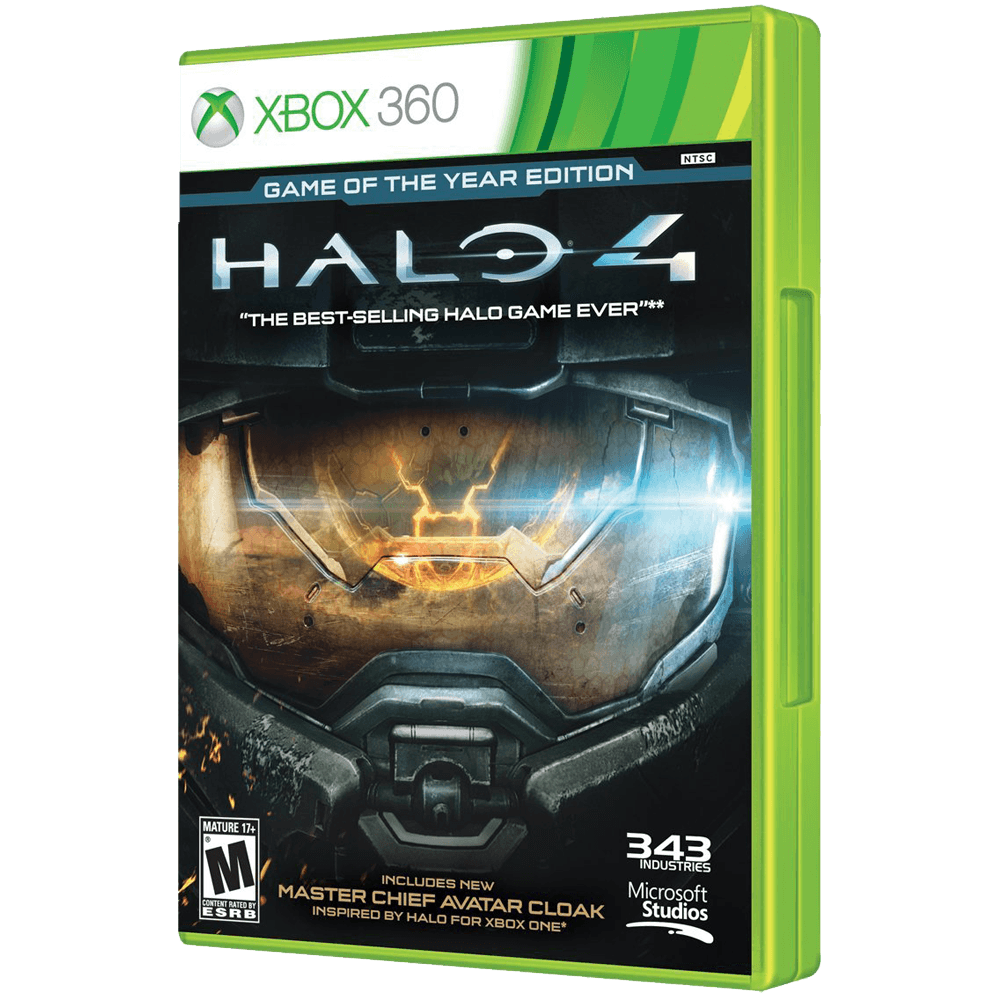 XBOX 360
NTSC
GAME OF THE YEAR EDITION
HALO® 4
"THE BEST-SELLING HALO GAME EVER"**
MATURE 17+
M®
CONTENT RATED BY
ESRB
INCLUDES NEW
MASTER CHIEF AVATAR CLOAK
INSPIRED BY HALO FOR XBOX ONE*
343
INDUSTRIES
Microsoft
Studios